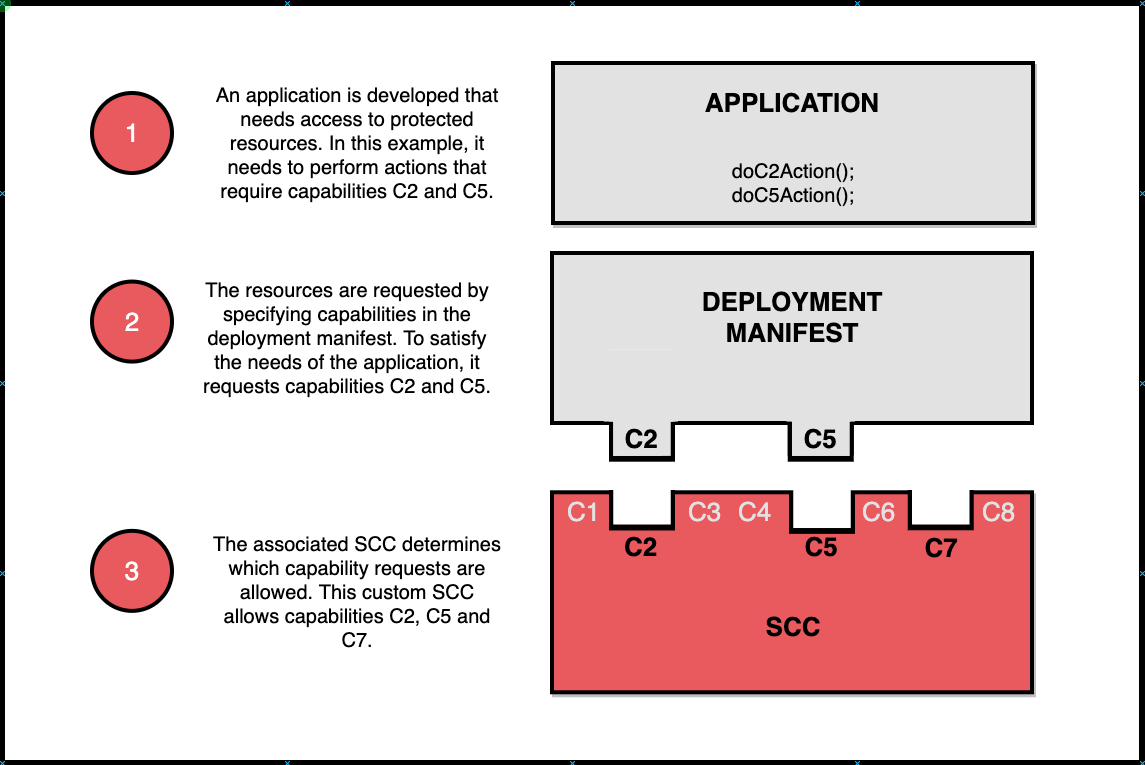 1
An application is developed that
needs access to protected
resources. In this example, it
needs to perform actions that
require capabilities C2 and C5.
APPLICATION
doC2Action();
doC5Action();
2
The resources are requested by
specifying capabilities in the
deployment manifest. To satisfy
the needs of the application, it
requests capabilities C2 and C5.
DEPLOYMENT
MANIFEST
C2 C5
3
The associated SCC determines
which capability requests are
allowed. This custom SCC
allows capabilities C2, C5 and
C7.
C1 C3 C4 C6 C8
C2 C5 C7
SCC